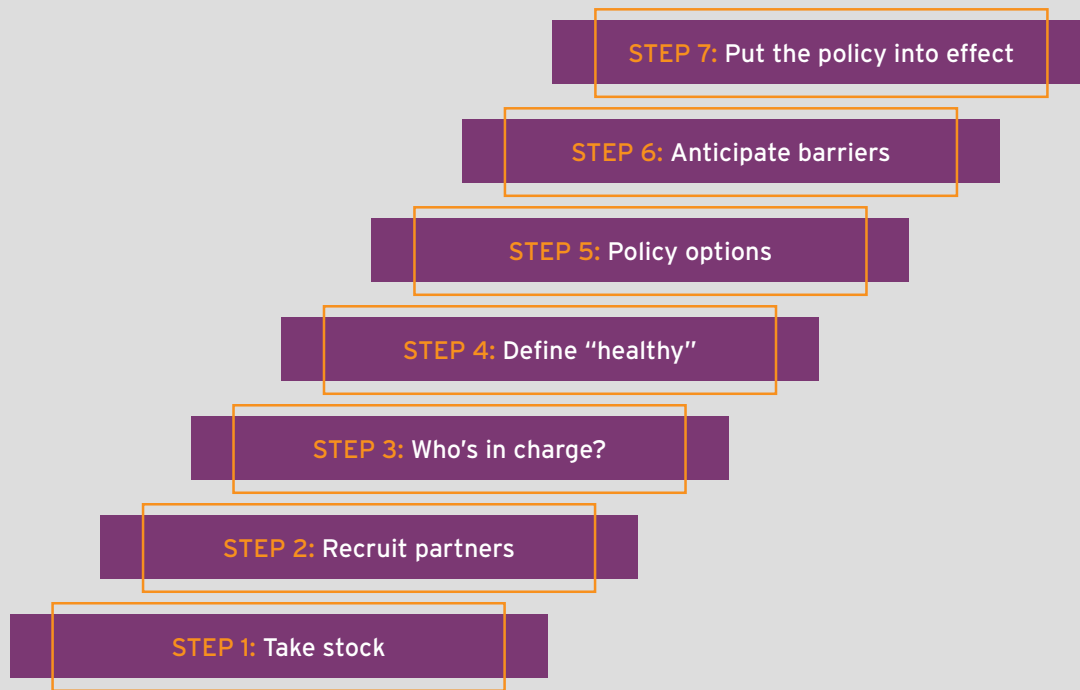 STEP 7: Put the policy into effect
STEP 6: Anticipate barriers
STEP 5: Policy options
STEP 4: Define “healthy”
STEP 3: Who’s in charge?
STEP 2: Recruit partners
STEP 1: Take stock